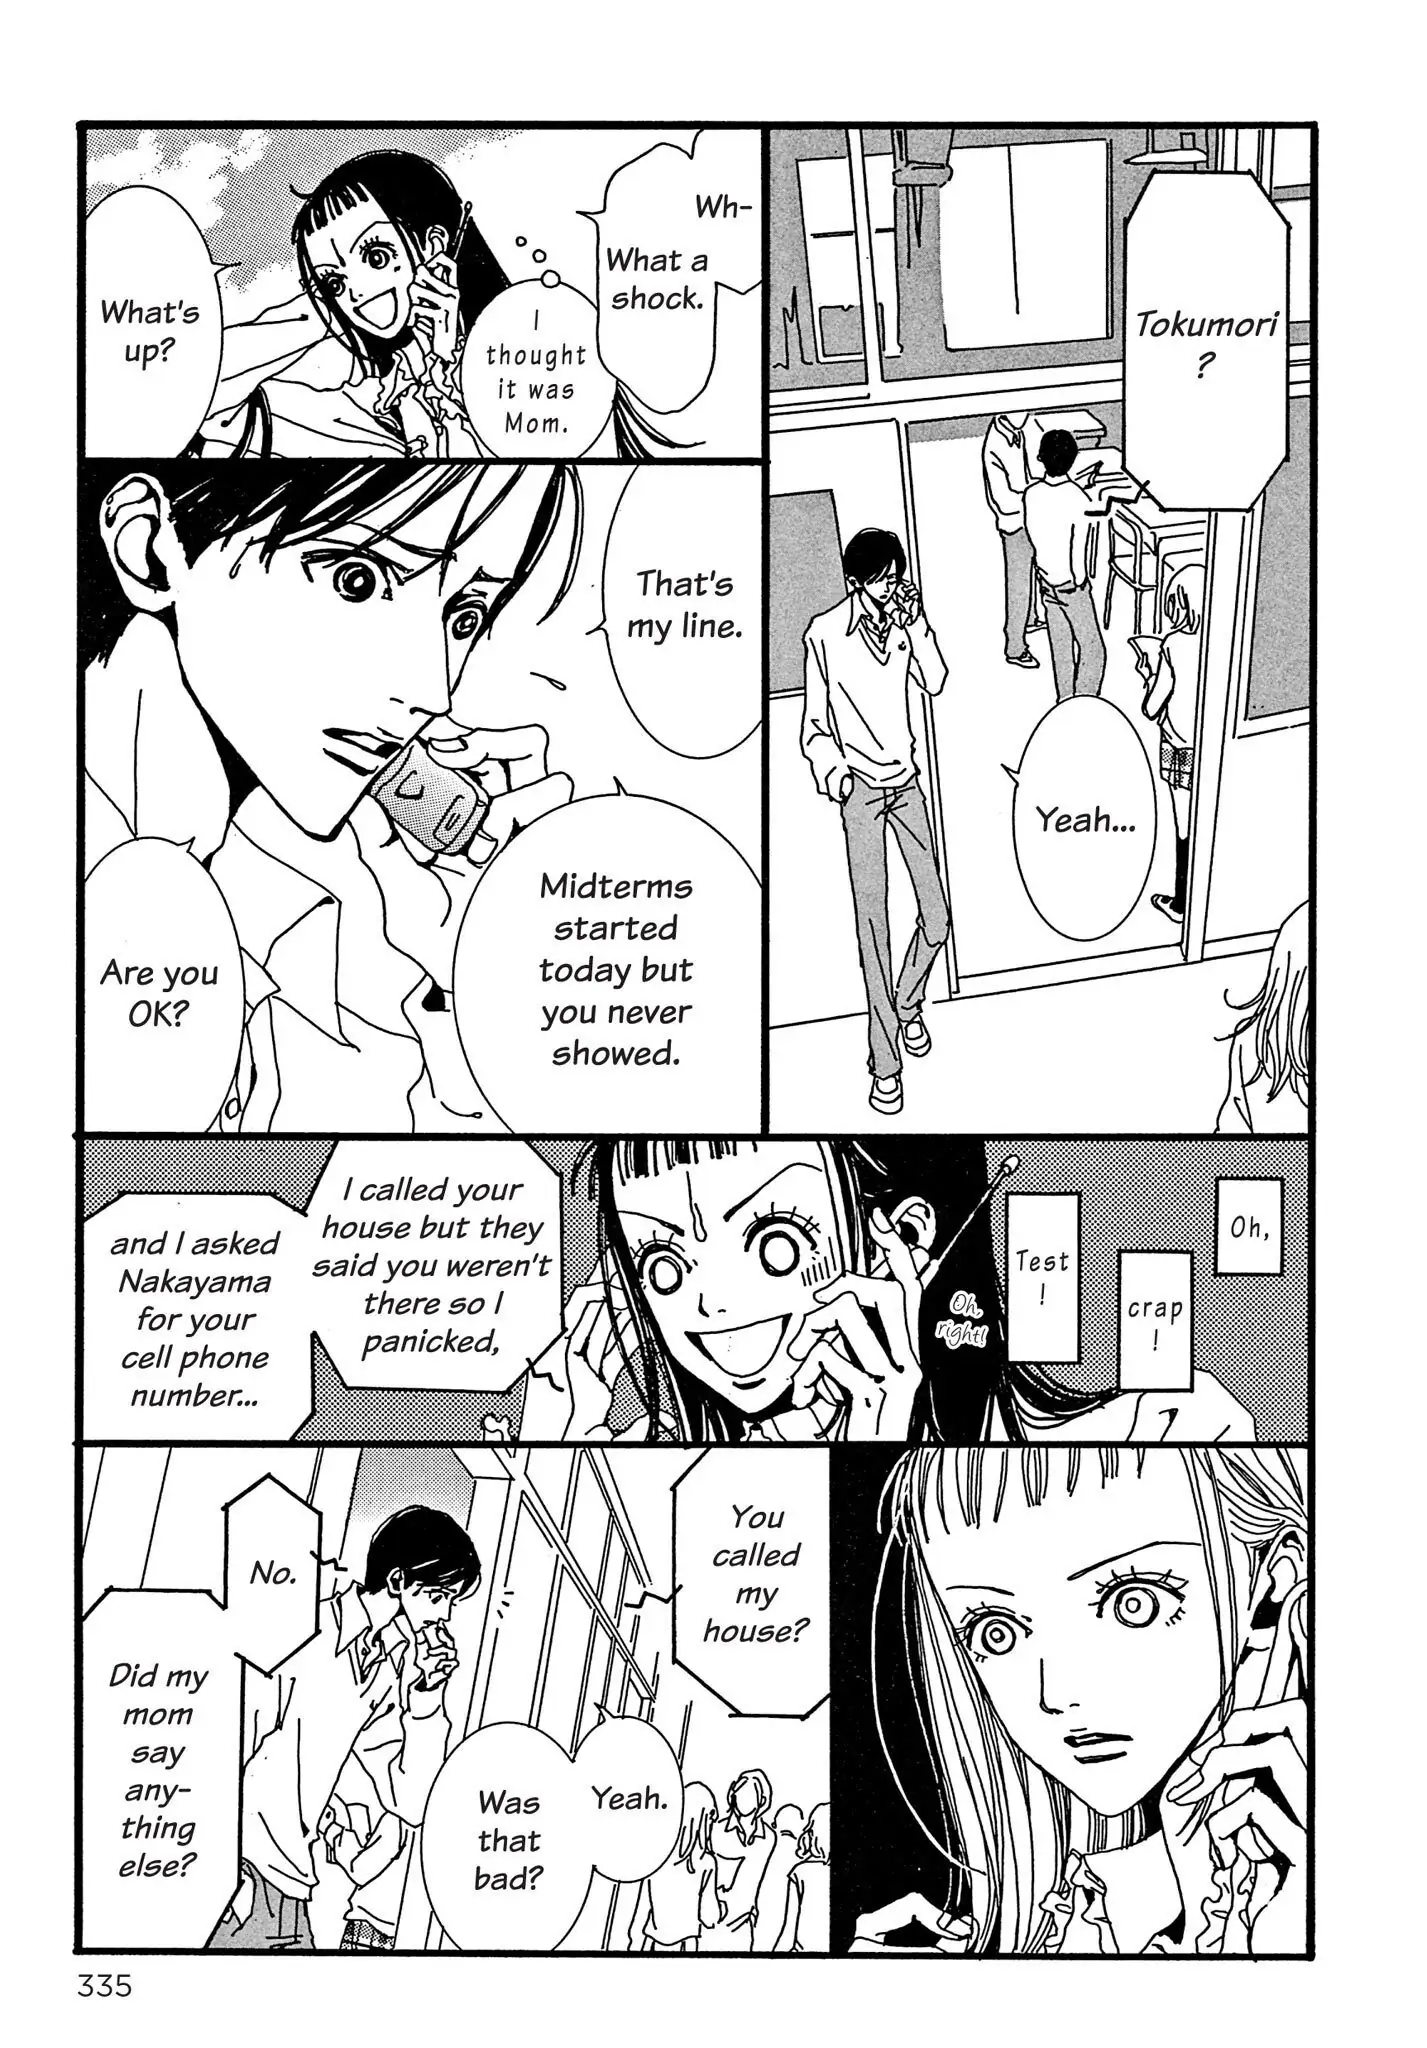 Tokumori
?
Yeah...
Wh-
What a
shock.
I
thought
it was
Mom.
What's
up?
That's
my line.
Midterms
started
today but
you never
showed.
Are you
OK?
Oh,
crap
!
Test
!
Oh,
right!
I called your
house but they
said you weren't
there so I
panicked,
and I asked
Nakayama
for your
cell phone
number...
You
called
my
house?
Yeah.
Was
that
bad?
No.
Did my
mom
say
any-
thing
else?
335